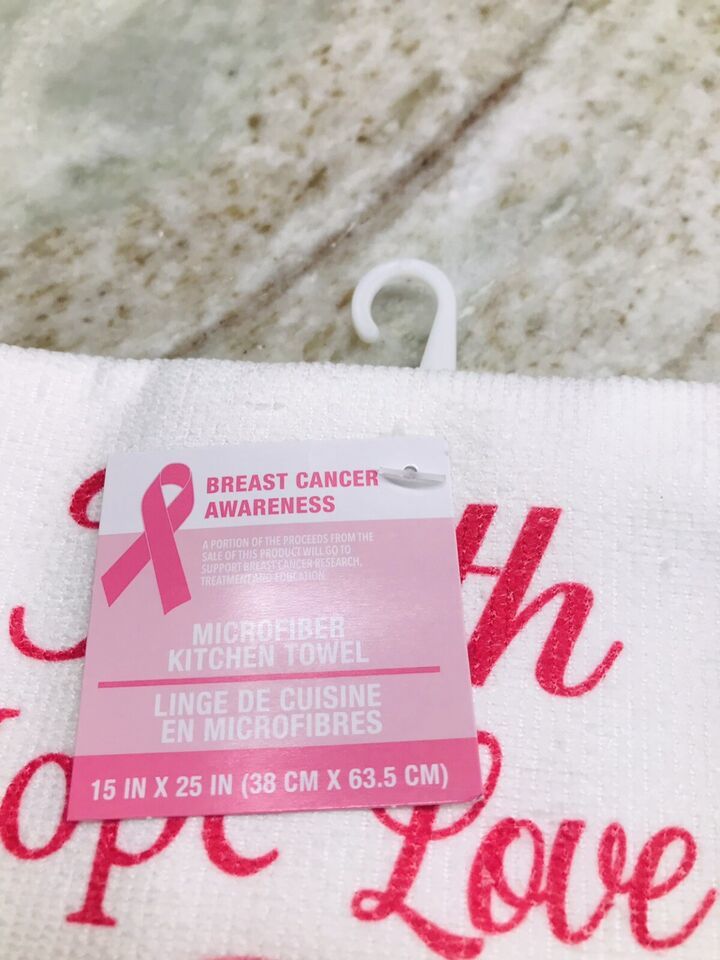 BREAST CANCER
AWARENESS
A PORTION OF THE PROCEEDS FROM THE
SALE OF THIS PRODUCT WILL GO TO
SUPPORT BREAST CANCER RESEARCH,
TREATMENT AND EDUCATION.
MICROFIBER
KITCHEN TOWEL
LINGE DE CUISINE
EN MICROFIBRES
15 IN X 25 IN (38 CM X 63.5 CM)
Hope Love